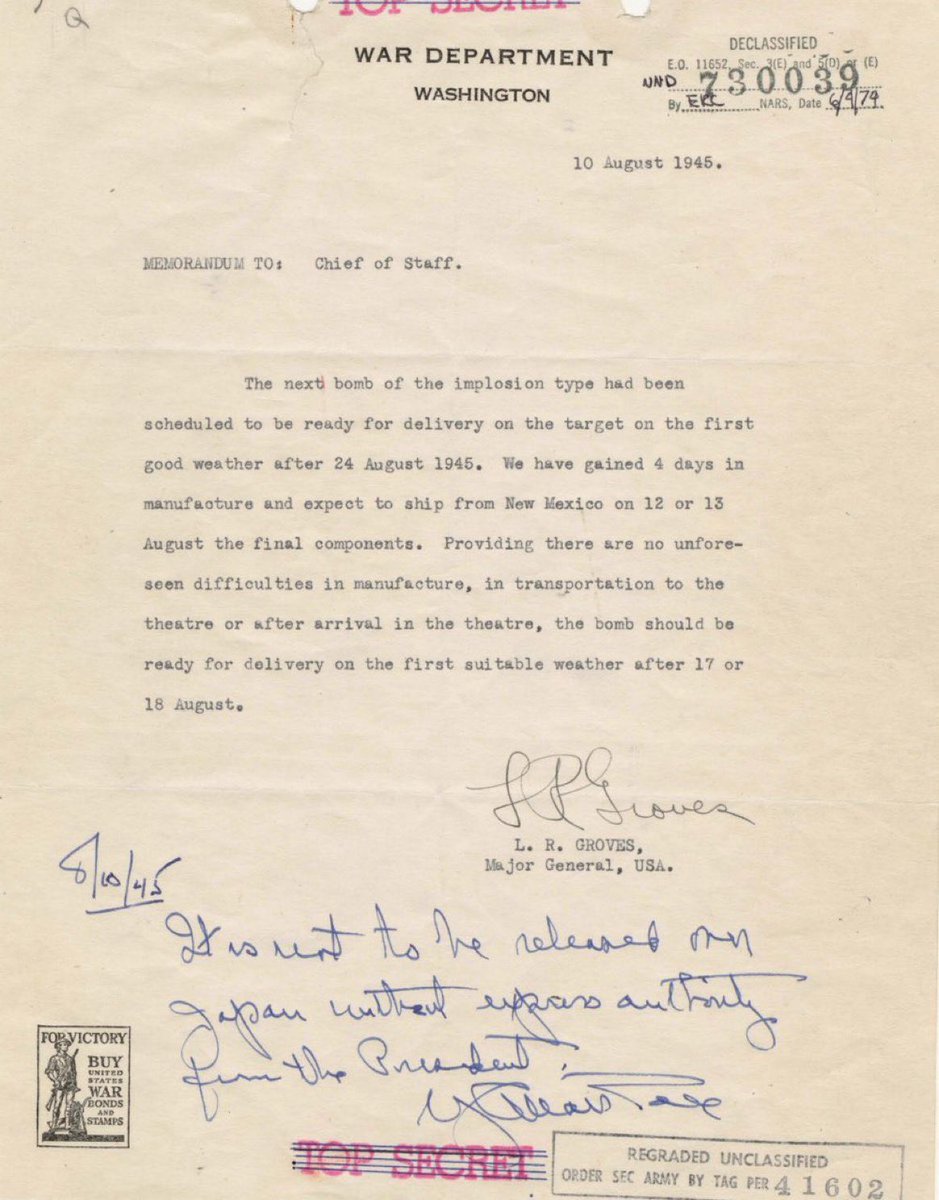 Q
TOP SECRET
WAR DEPARTMENT
WASHINGTON
DECLASSIFIED
E.O. 11652, Sec. 3(E) and 5(D) or (E)
NND 730039
By ERC NARS, Date 6/4/74
10 August 1945.
MEMORANDUM TO: Chief of Staff.
The next bomb of the implosion type had been
scheduled to be ready for delivery on the target on the first
good weather after 24 August 1945. We have gained 4 days in
manufacture and expect to ship from New Mexico on 12 or 13
August the final components. Providing there are no unfore-
seen difficulties in manufacture, in transportation to the
theatre or after arrival in the theatre, the bomb should be
ready for delivery on the first suitable weather after 17 or
18 August.
L R Groves
L. R. GROVES,
Major General, USA.
8/10/45
It is not to be released on
Japan without express authority
from the President.
FOR VICTORY
BUY
UNITED
STATES
WAR
BONDS
AND
STAMPS
TOP SECRET
REGRADED UNCLASSIFIED
ORDER SEC ARMY BY TAG PER 41602